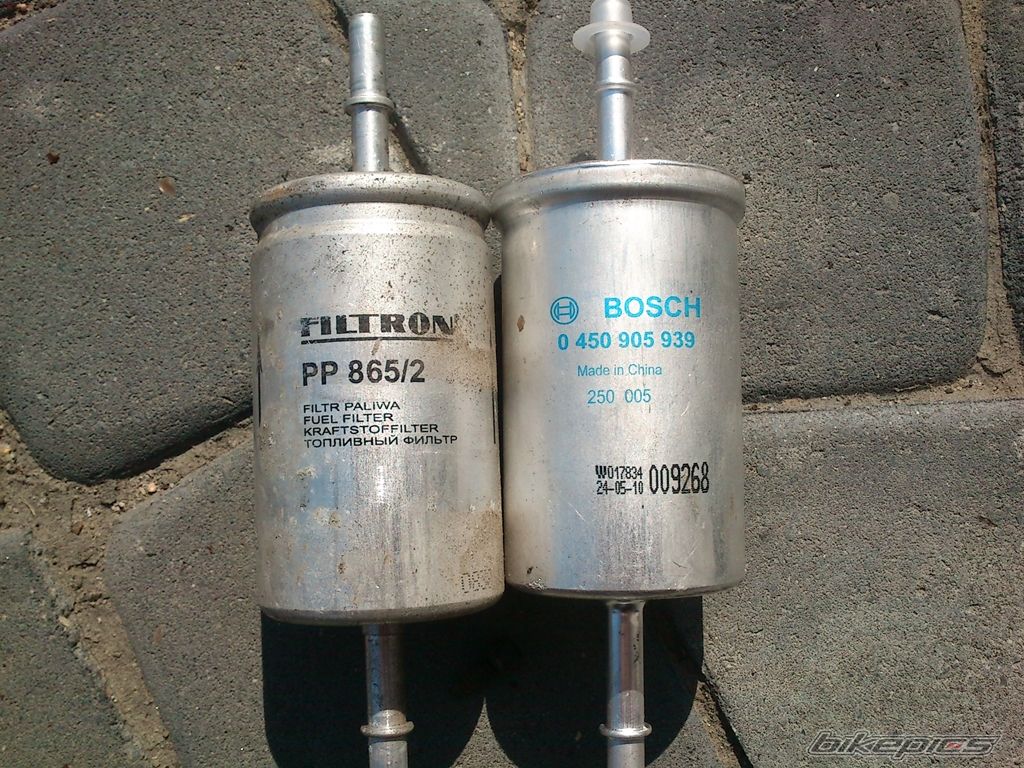 FILTRON
PP 865/2
FILTR PALIWA
FUEL FILTER
KRAFTSTOFFILTER
ТОПЛИВНЫЙ ФИЛЬТР
BOSCH
0 450 905 939
Made in China
250 005
W017834
24-05-10 009268
bikepics